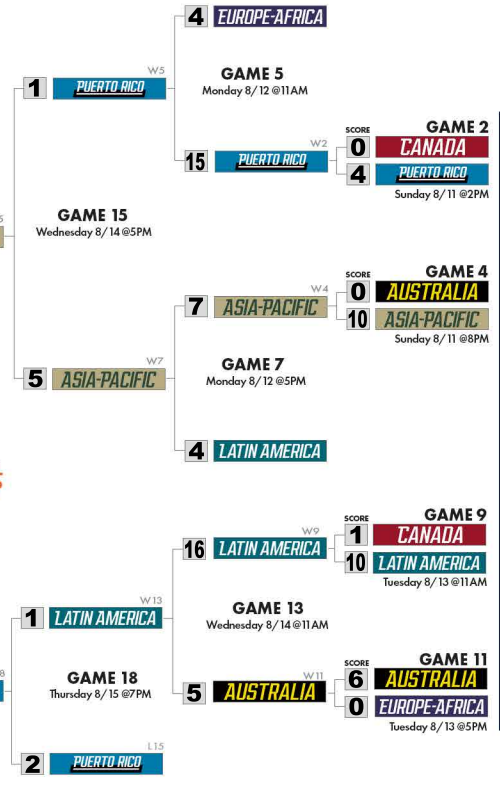 4 EUROPE-AFRICA
W5
1 PUERTO RICO
GAME 5
Monday 8/12 @11AM
SCORE
GAME 2
W2
0 CANADA
15 PUERTO RICO
4 PUERTO RICO
Sunday 8/11 @2PM
GAME 15
Wednesday 8/14 @5PM
SCORE
GAME 4
W4
0 AUSTRALIA
7 ASIA-PACIFIC
10 ASIA-PACIFIC
Sunday 8/11 @8PM
W7
GAME 7
Monday 8/12 @5PM
5 ASIA-PACIFIC
4 LATIN AMERICA
SCORE
GAME 9
W9
1 CANADA
16 LATIN AMERICA
10 LATIN AMERICA
Tuesday 8/13 @11AM
W13
1 LATIN AMERICA
GAME 13
Wednesday 8/14 @11AM
SCORE
GAME 11
W11
6 AUSTRALIA
5 AUSTRALIA
0 EUROPE-AFRICA
Tuesday 8/13 @5PM
GAME 18
Thursday 8/15 @7PM
L15
2 PUERTO RICO